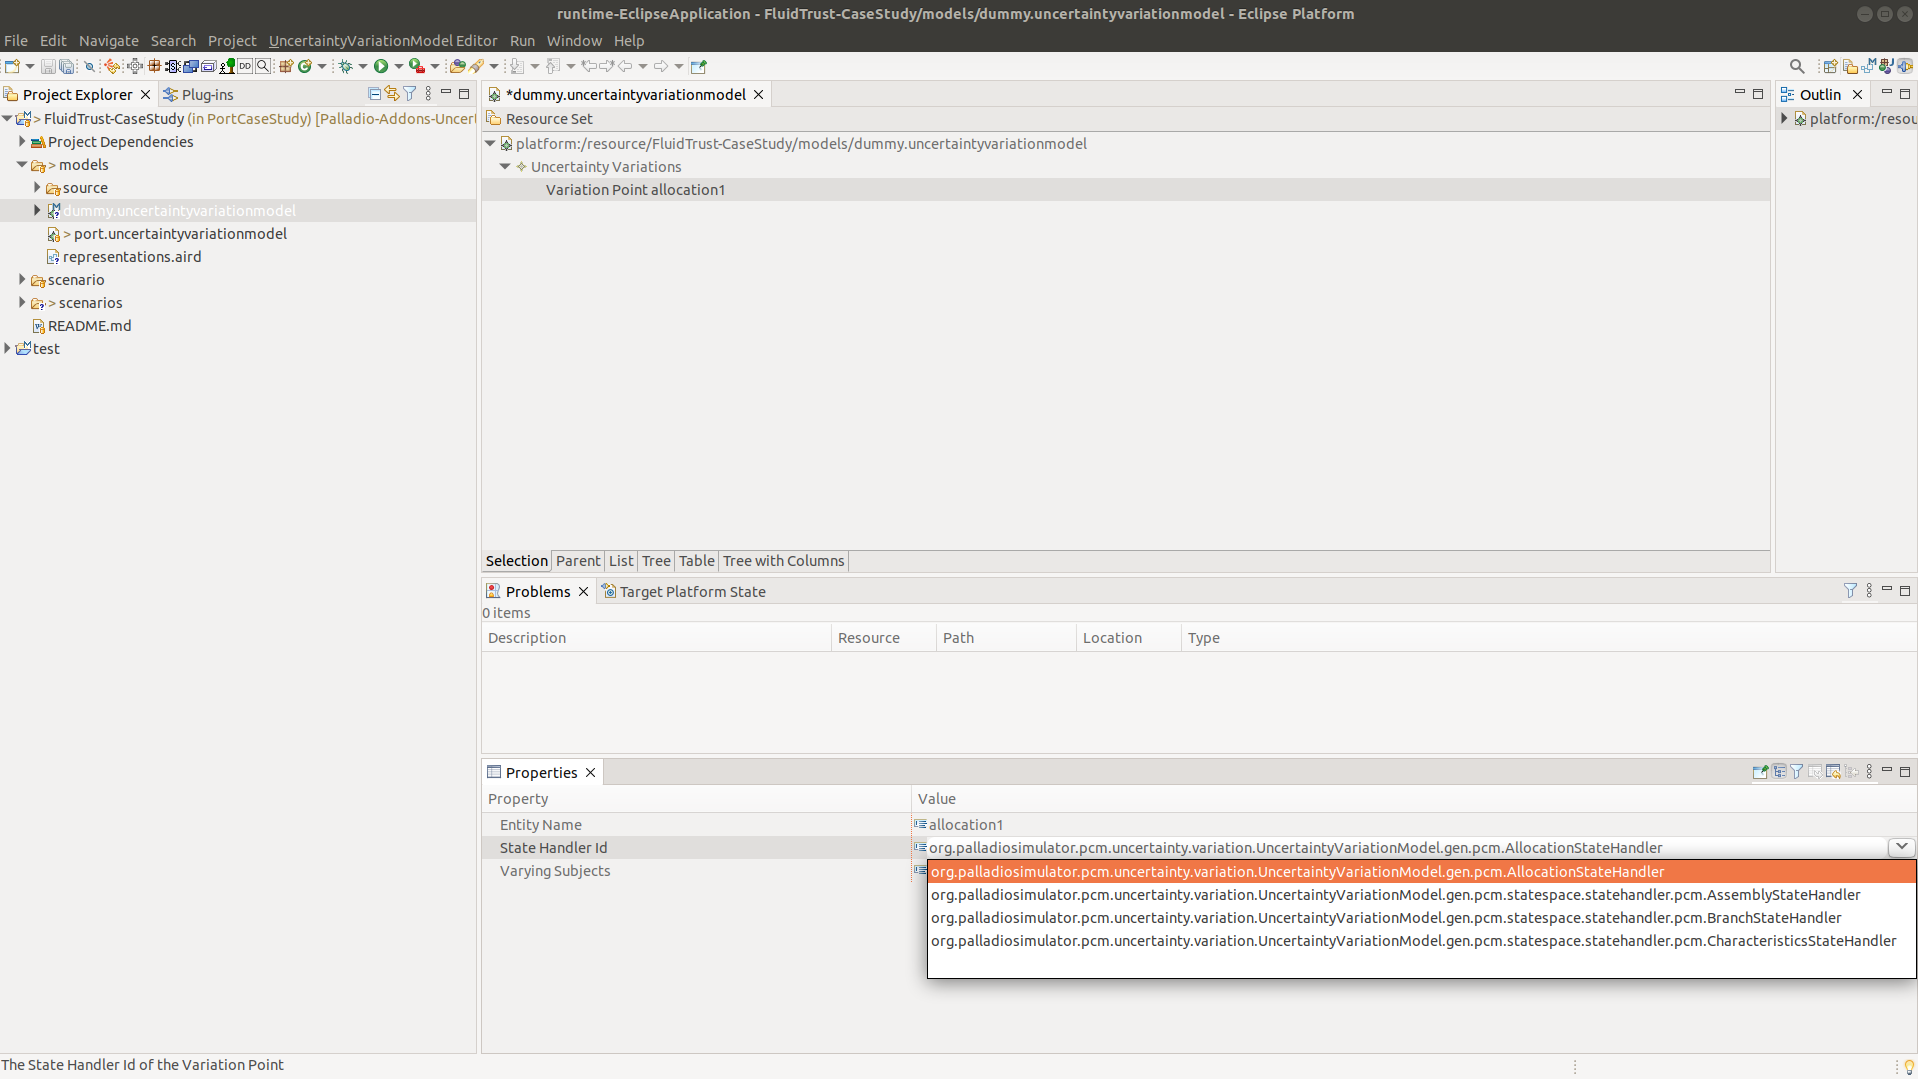 runtime-EclipseApplication - FluidTrust-CaseStudy/models/dummy.uncertaintyvariationmodel - Eclipse Platform
File Edit Navigate Search Project UncertaintyVariationModel Editor Run Window Help
Project Explorer
Plug-ins
> FluidTrust-CaseStudy (in PortCaseStudy) [Palladio-Addons-Uncert
Project Dependencies
> models
source
dummy.uncertaintyvariationmodel
> port.uncertaintyvariationmodel
representations.aird
scenario
> scenarios
README.md
test
*dummy.uncertaintyvariationmodel
Resource Set
platform:/resource/FluidTrust-CaseStudy/models/dummy.uncertaintyvariationmodel
Uncertainty Variations
Variation Point allocation1
Selection Parent List Tree Table Tree with Columns
Outlin
platform:/resou
Problems
Target Platform State
0 items
Description Resource Path Location Type
Properties
Property Value
Entity Name allocation1
State Handler Id org.palladiosimulator.pcm.uncertainty.variation.UncertaintyVariationModel.gen.pcm.AllocationStateHandler
Varying Subjects
org.palladiosimulator.pcm.uncertainty.variation.UncertaintyVariationModel.gen.pcm.AllocationStateHandler
org.palladiosimulator.pcm.uncertainty.variation.UncertaintyVariationModel.gen.pcm.statespace.statehandler.pcm.AssemblyStateHandler
org.palladiosimulator.pcm.uncertainty.variation.UncertaintyVariationModel.gen.pcm.statespace.statehandler.pcm.BranchStateHandler
org.palladiosimulator.pcm.uncertainty.variation.UncertaintyVariationModel.gen.pcm.statespace.statehandler.pcm.CharacteristicsStateHandler
The State Handler Id of the Variation Point